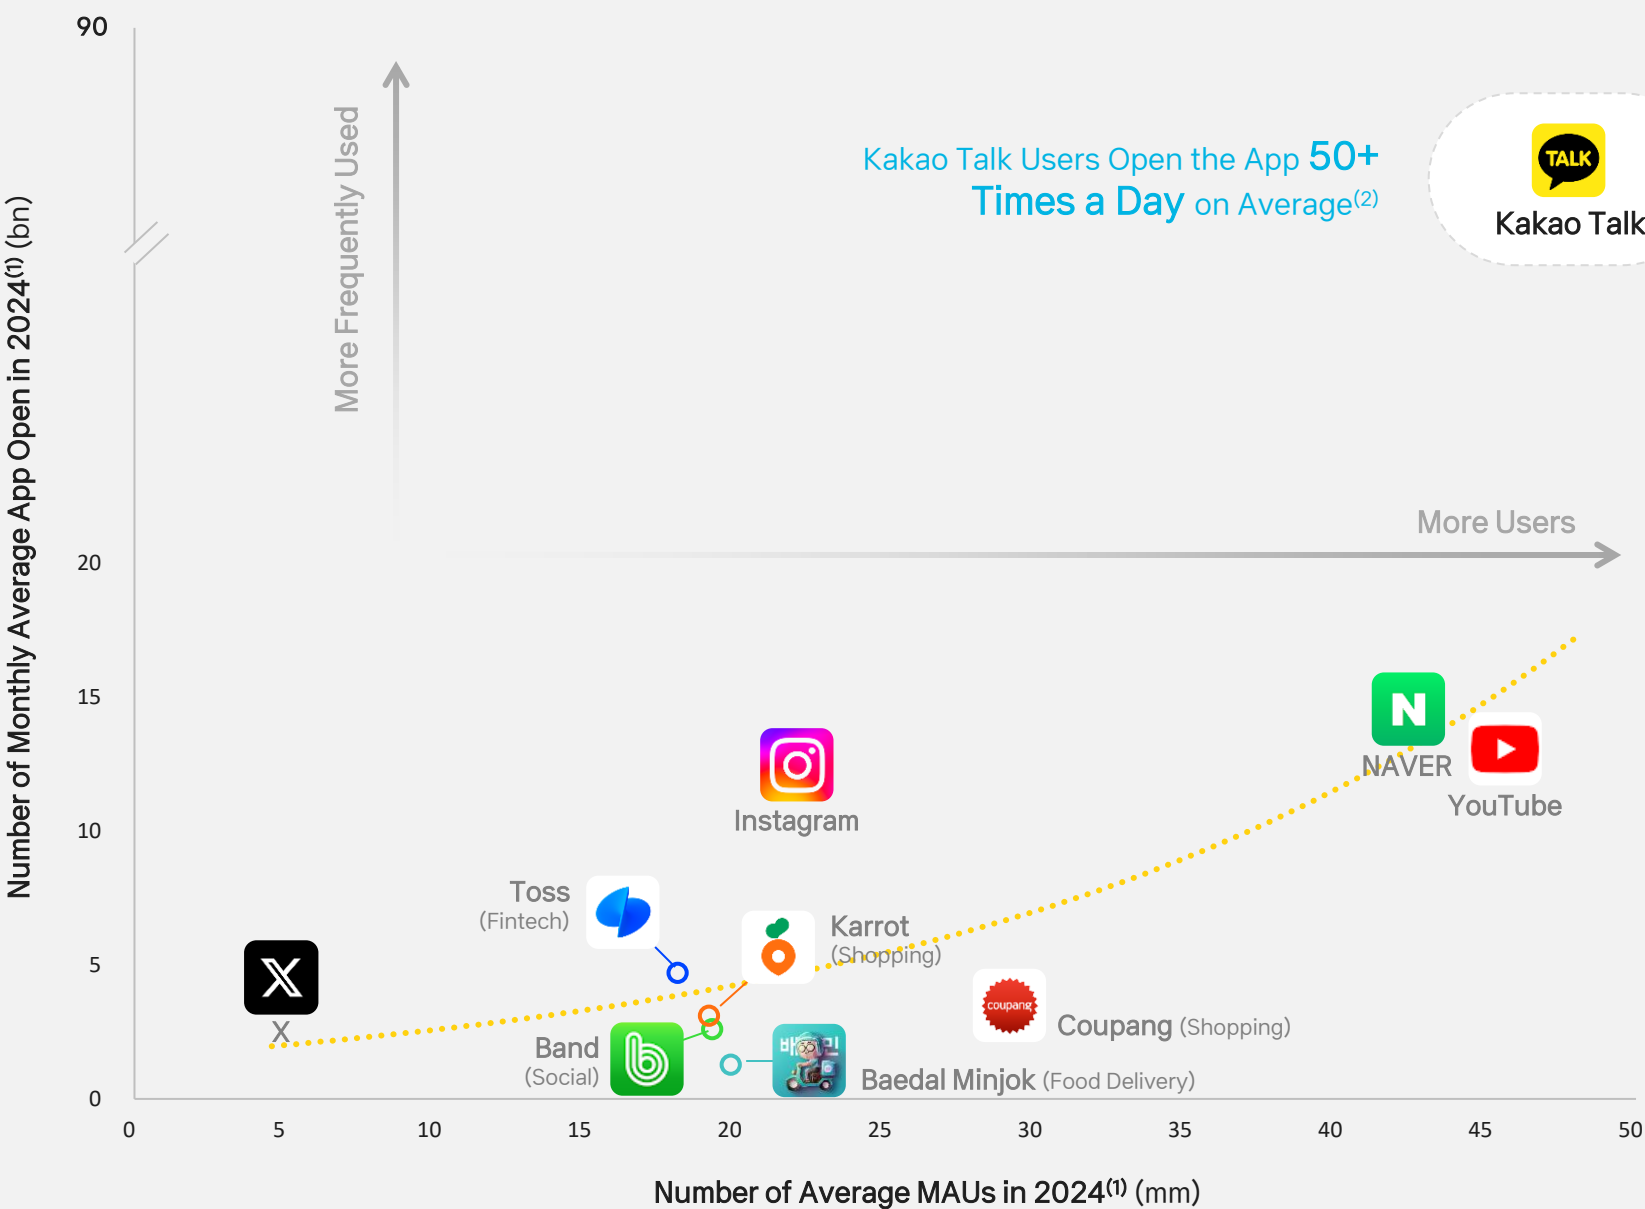 90
More Frequently Used
Kakao Talk Users Open the App 50+
Times a Day on Average(2)
TALK
Kakao Talk
Number of Monthly Average App Open in 2024(1) (bn)
More Users
20
15
10
5
0
N
NAVER
YouTube
Instagram
Toss
(Fintech)
Karrot
(Shopping)
X
X
coupang
Coupang (Shopping)
Band
(Social)
b
Baedal Minjok (Food Delivery)
0 5 10 15 20 25 30 35 40 45 50
Number of Average MAUs in 2024(1) (mm)